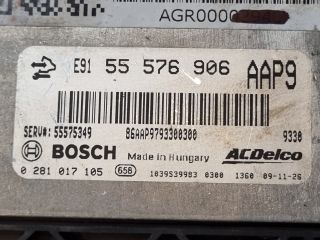 AGR0000
E91 55 576 906 AAP9
SERV#: 55575349 86AAP9793300300 9330
BOSCH Made in Hungary ACDelco
0 281 017 105 658 1039S39983 0300 1360 09-11-26